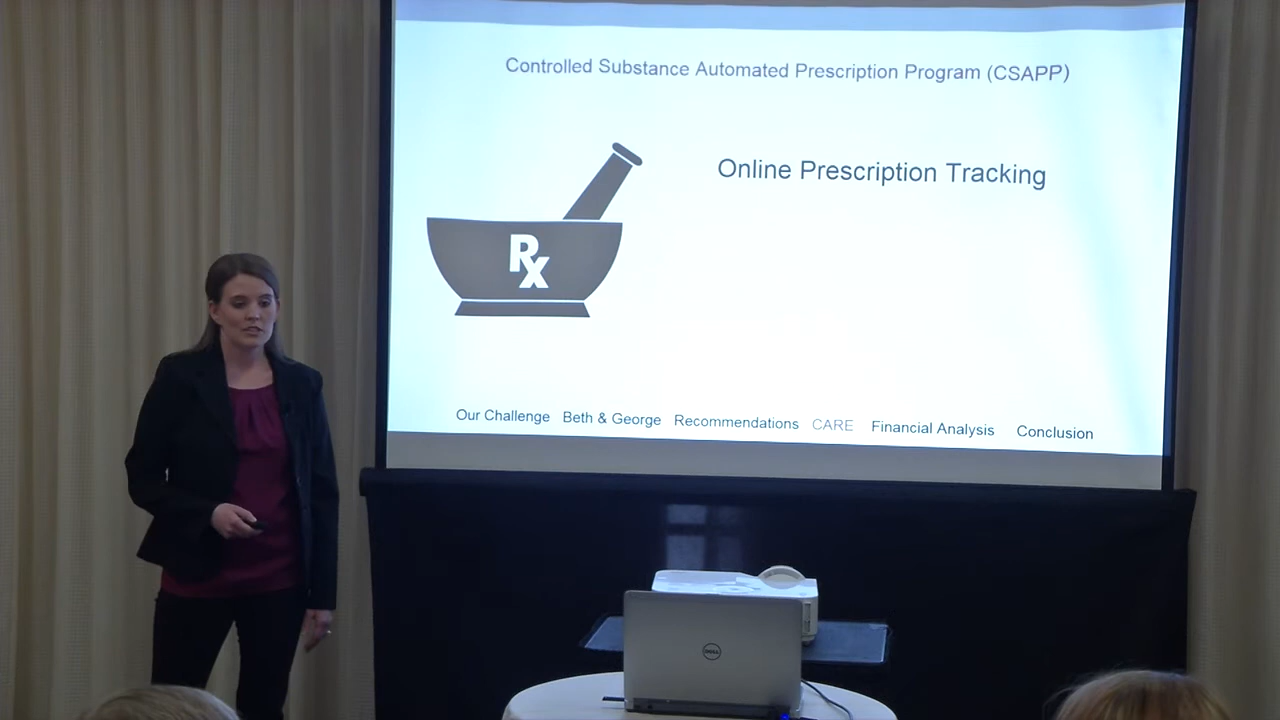 Controlled Substance Automated Prescription Program (CSAPP)
Online Prescription Tracking
Rx
Our Challenge Beth & George Recommendations CARE Financial Analysis Conclusion
DELL